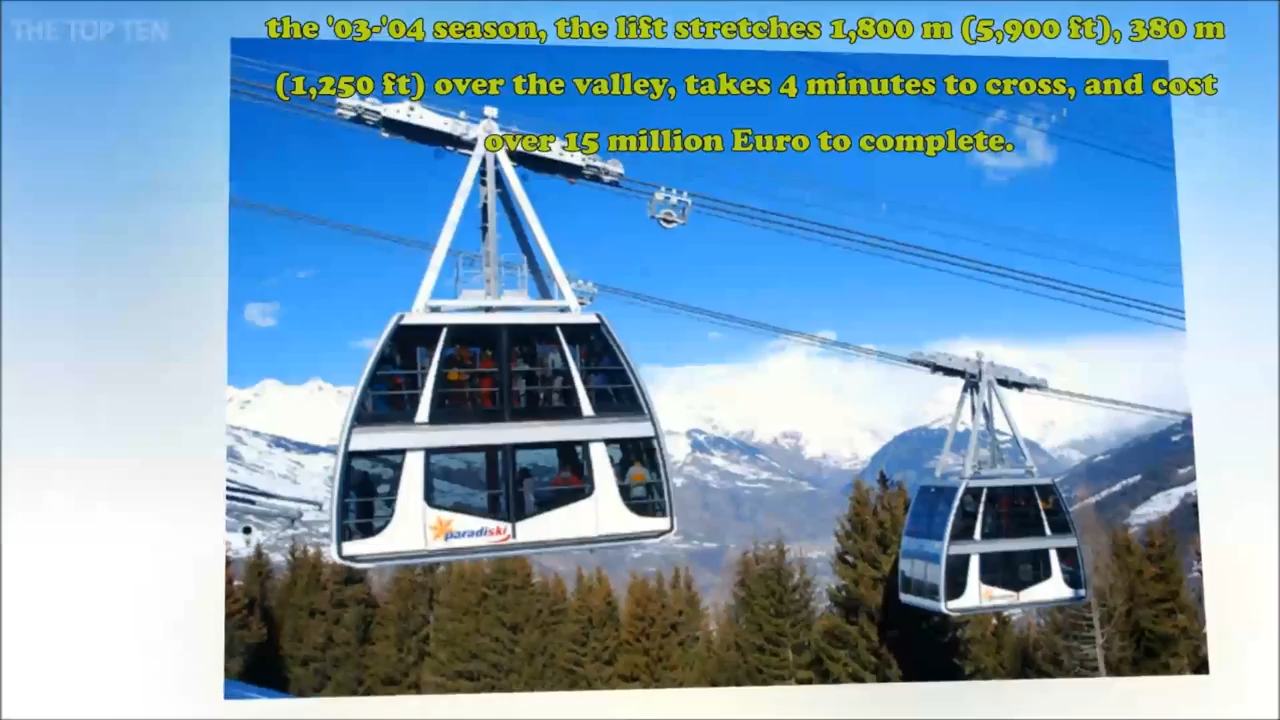 THE TOP TEN
the '03-'04 season, the lift stretches 1,800 m (5,900 ft), 380 m
(1,250 ft) over the valley, takes 4 minutes to cross, and cost
over 15 million Euro to complete.
paradiski